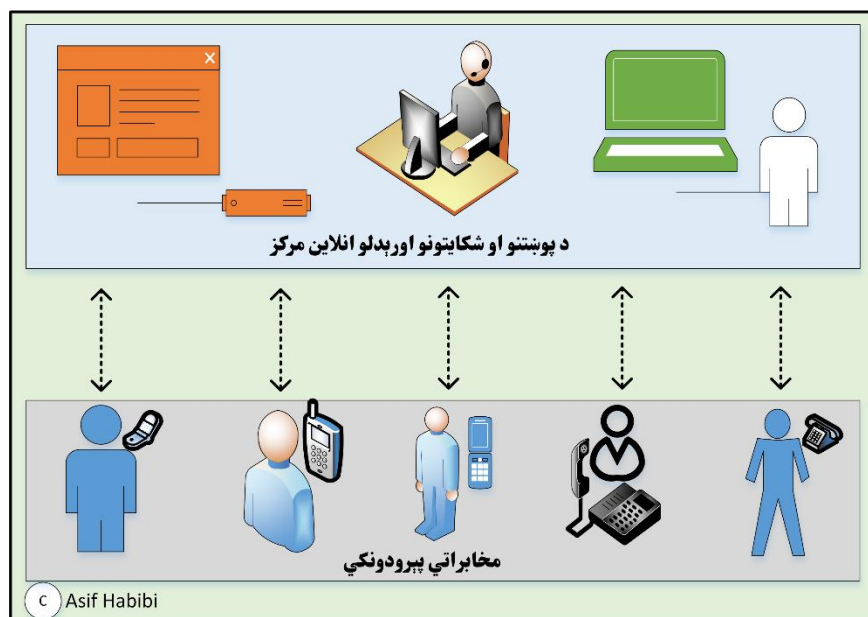 د پوښتنو او شکایتونو اورېدلو انلاین مرکز
مخابراتي پېرودونکي
c Asif Habibi